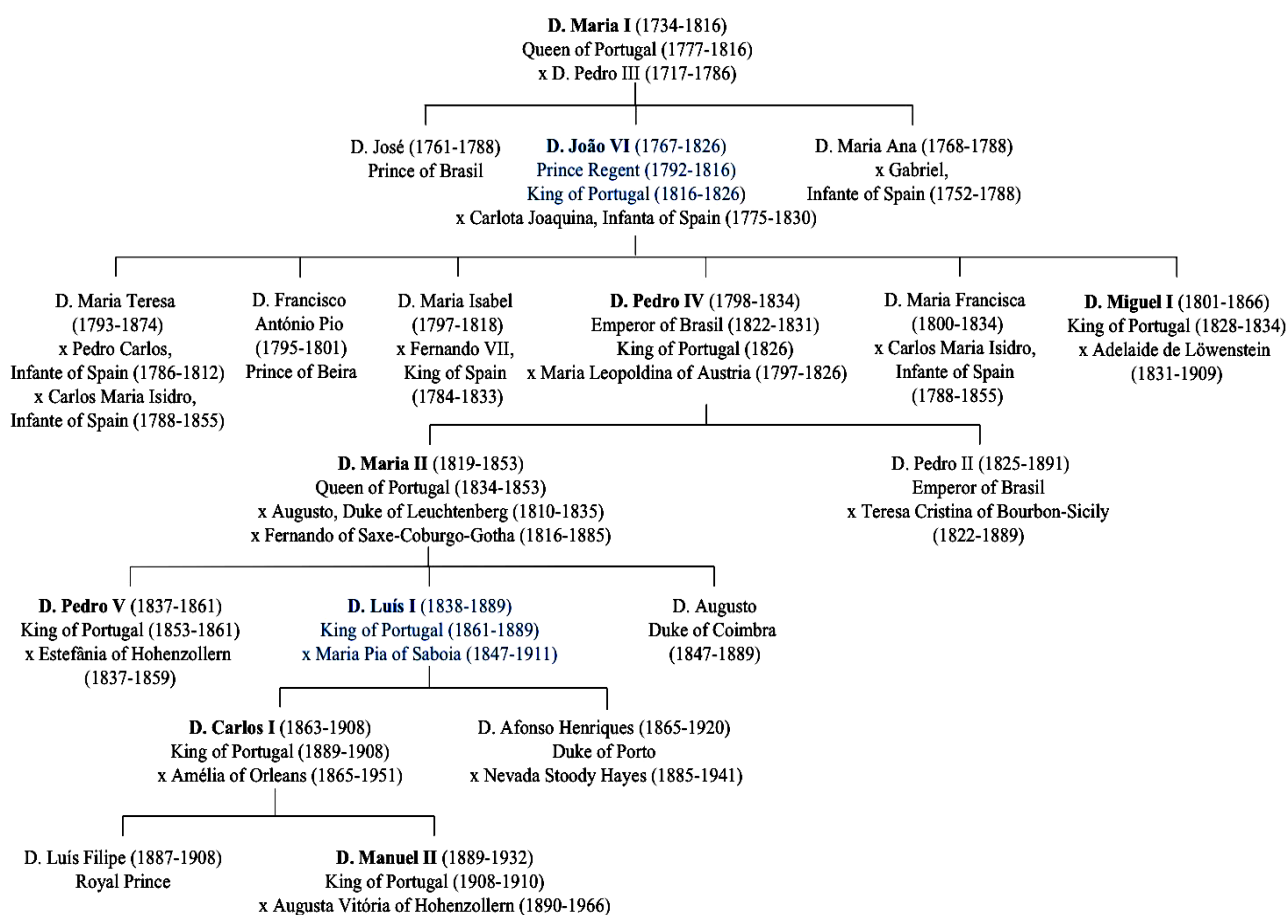 D. Maria I (1734-1816)
Queen of Portugal (1777-1816)
x D. Pedro III (1717-1786)
D. José (1761-1788)
Prince of Brasil
D. João VI (1767-1826)
Prince Regent (1792-1816)
King of Portugal (1816-1826)
x Carlota Joaquina, Infanta of Spain (1775-1830)
D. Maria Ana (1768-1788)
x Gabriel,
Infante of Spain (1752-1788)
D. Maria Teresa
(1793-1874)
x Pedro Carlos,
Infante of Spain (1786-1812)
x Carlos Maria Isidro,
Infante of Spain (1788-1855)
D. Francisco
António Pio
(1795-1801)
Prince of Beira
D. Maria Isabel
(1797-1818)
x Fernando VII,
King of Spain
(1784-1833)
D. Pedro IV (1798-1834)
Emperor of Brasil (1822-1831)
King of Portugal (1826)
x Maria Leopoldina of Austria (1797-1826)
D. Maria Francisca
(1800-1834)
x Carlos Maria Isidro,
Infante of Spain
(1788-1855)
D. Miguel I (1801-1866)
King of Portugal (1828-1834)
x Adelaide de Löwenstein
(1831-1909)
D. Maria II (1819-1853)
Queen of Portugal (1834-1853)
x Augusto, Duke of Leuchtenberg (1810-1835)
x Fernando of Saxe-Coburgo-Gotha (1816-1885)
D. Pedro II (1825-1891)
Emperor of Brasil
x Teresa Cristina of Bourbon-Sicily
(1822-1889)
D. Pedro V (1837-1861)
King of Portugal (1853-1861)
x Estefânia of Hohenzollern
(1837-1859)
D. Luís I (1838-1889)
King of Portugal (1861-1889)
x Maria Pia of Saboia (1847-1911)
D. Augusto
Duke of Coimbra
(1847-1889)
D. Carlos I (1863-1908)
King of Portugal (1889-1908)
x Amélia of Orleans (1865-1951)
D. Afonso Henriques (1865-1920)
Duke of Porto
x Nevada Stoody Hayes (1885-1941)
D. Luís Filipe (1887-1908)
Royal Prince
D. Manuel II (1889-1932)
King of Portugal (1908-1910)
x Augusta Vitória of Hohenzollern (1890-1966)